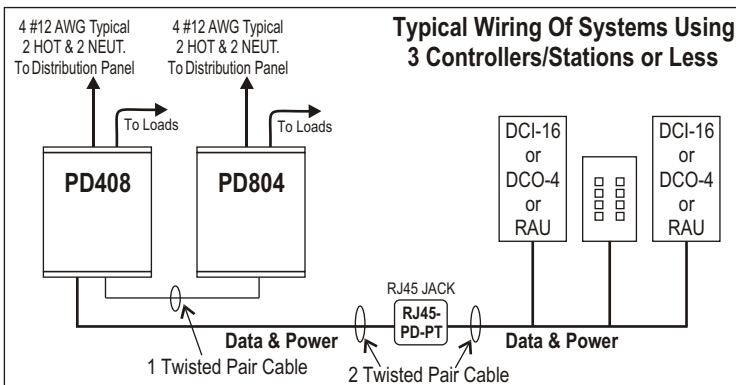 4 #12 AWG Typical
2 HOT & 2 NEUT.
To Distribution Panel
4 #12 AWG Typical
2 HOT & 2 NEUT.
To Distribution Panel
Typical Wiring Of Systems Using
3 Controllers/Stations or Less
To Loads
To Loads
PD408
PD804
DCI-16
or
DCO-4
or
RAU
DCI-16
or
DCO-4
or
RAU
RJ45 JACK
RJ45-
PD-PT
Data & Power
Data & Power
1 Twisted Pair Cable
2 Twisted Pair Cable